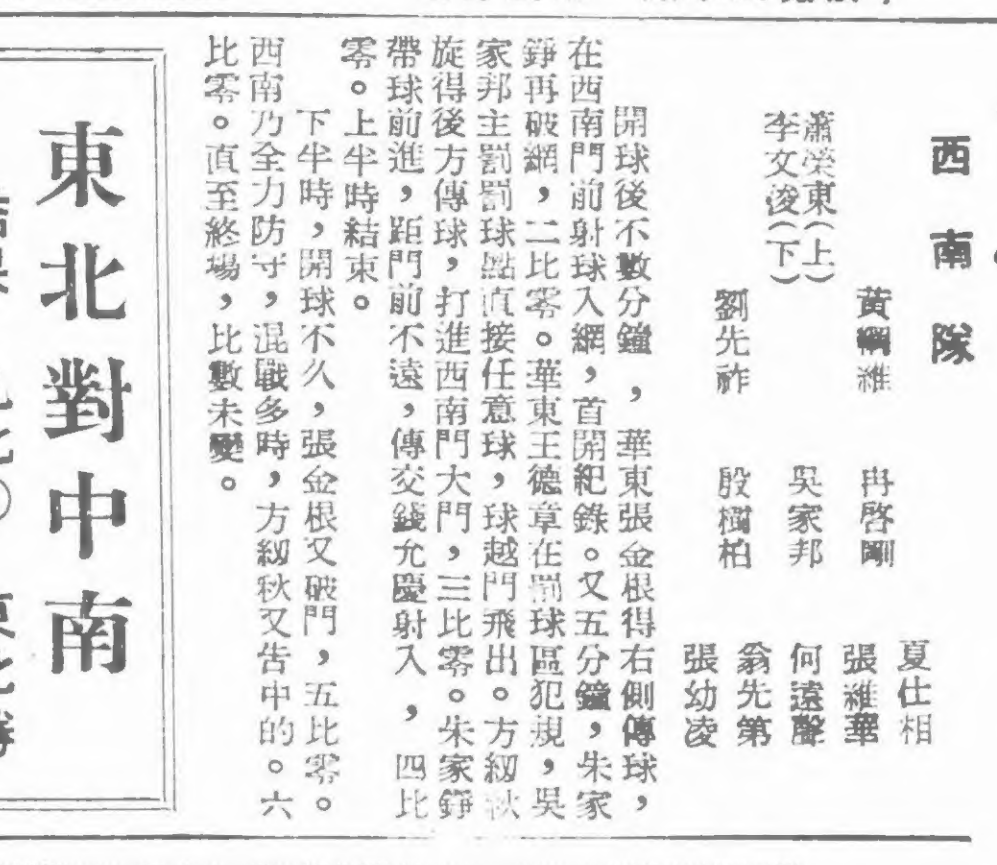 西南隊
蕭榮東(上)
李文浚(下)
黃綱維
劉先祚
冉啓剛
吳家邦
殷樹柏
夏仕相
張維華
何遠聲
翁先第
張幼凌
開球後不數分鐘,華東張金根得右側傳球,
在西南門前射球入網,首開紀錄。又五分鐘,朱家
錚再破網,二比零。華東王德章在罰球區犯規,吳
家邦主罰罰球點直接任意球,球越門飛出。方紉秋
旋得後方傳球,打進西南門大門,三比零。朱家錚
帶球前進,距門前不遠,傳交錢允慶射入,四比
零。上半時結束。
下半時,開球不久,張金根又破門,五比零。
西南乃全力防守,混戰多時,方紉秋又告中的。六
比零。直至終場,比數未變。
東北對中南